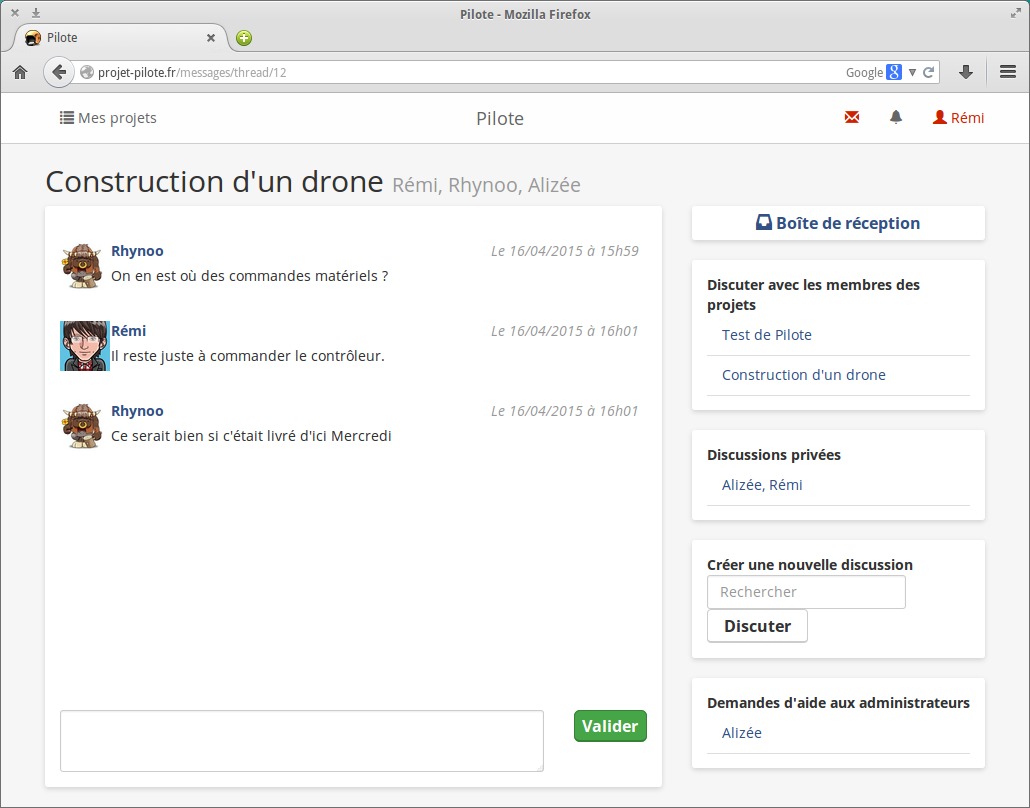 Pilote - Mozilla Firefox
Pilote
projet-pilote.fr/messages/thread/12
Google
Mes projets
Pilote
Rémi
Construction d'un drone Rémi, Rhynoo, Alizée
Rhynoo Le 16/04/2015 à 15h59
On en est où des commandes matériels ?
Rémi Le 16/04/2015 à 16h01
Il reste juste à commander le contrôleur.
Rhynoo Le 16/04/2015 à 16h01
Ce serait bien si c'était livré d'ici Mercredi
Valider
Boîte de réception
Discuter avec les membres des
projets
Test de Pilote
Construction d'un drone
Discussions privées
Alizée, Rémi
Créer une nouvelle discussion
Rechercher
Discuter
Demandes d'aide aux administrateurs
Alizée